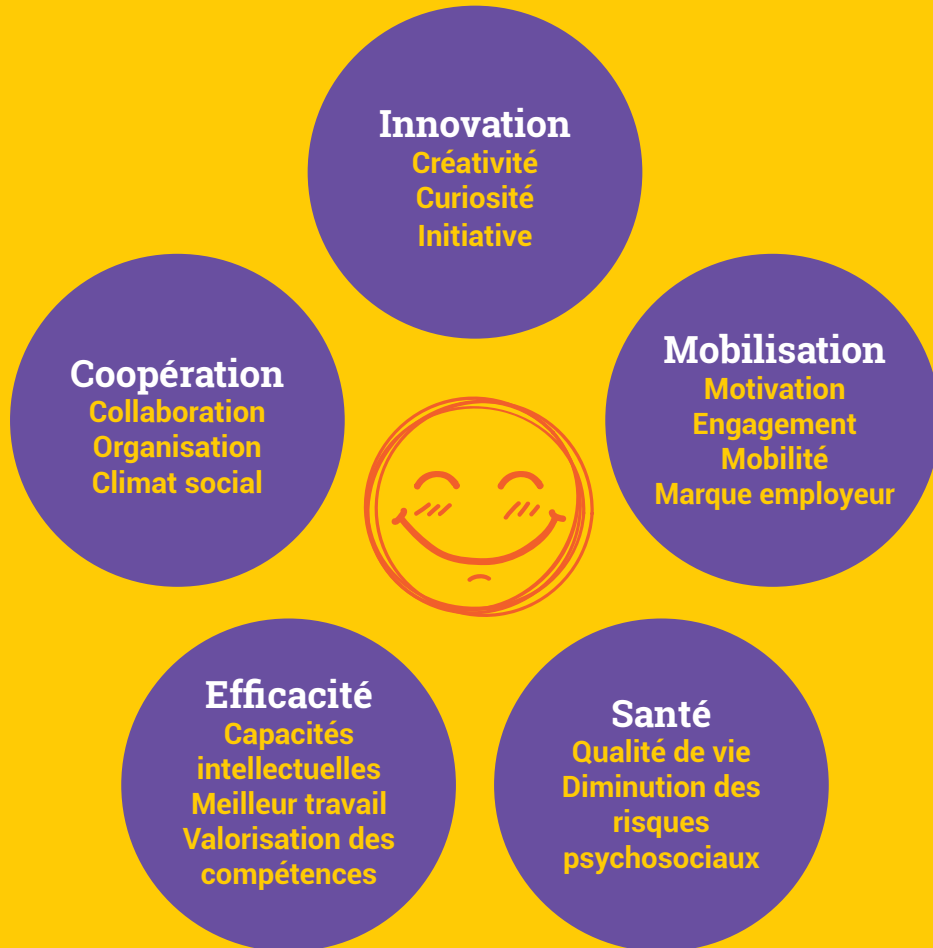 Innovation
Créativité
Curiosité
Initiative
Coopération
Collaboration
Organisation
Climat social
Mobilisation
Motivation
Engagement
Mobilité
Marque employeur
Efficacité
Capacités
intellectuelles
Meilleur travail
Valorisation des
compétences
Santé
Qualité de vie
Diminution des
risques
psychosociaux